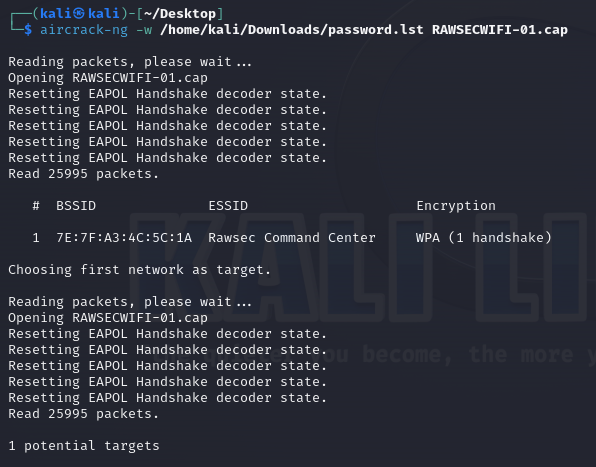 ┌──(kali㉿kali)-[~/Desktop]
└─$ aircrack-ng -w /home/kali/Downloads/password.lst RAWSECWIFI-01.cap
Reading packets, please wait...
Opening RAWSECWIFI-01.cap
Resetting EAPOL Handshake decoder state.
Resetting EAPOL Handshake decoder state.
Resetting EAPOL Handshake decoder state.
Resetting EAPOL Handshake decoder state.
Resetting EAPOL Handshake decoder state.
Read 25995 packets.
# BSSID ESSID Encryption
1 7E:7F:A3:4C:5C:1A Rawsec Command Center WPA (1 handshake)
Choosing first network as target.
KALI LI
Reading packets, please wait...
Opening RAWSECWIFI-01.cap
Resetting EAPOL Handshake decoder state.
Resetting EAPOL Handshake decoder state.
Resetting EAPOL Handshake decoder state.
Resetting EAPOL Handshake decoder state.
Resetting EAPOL Handshake decoder state.
you become, the more y
Read 25995 packets.
1 potential targets